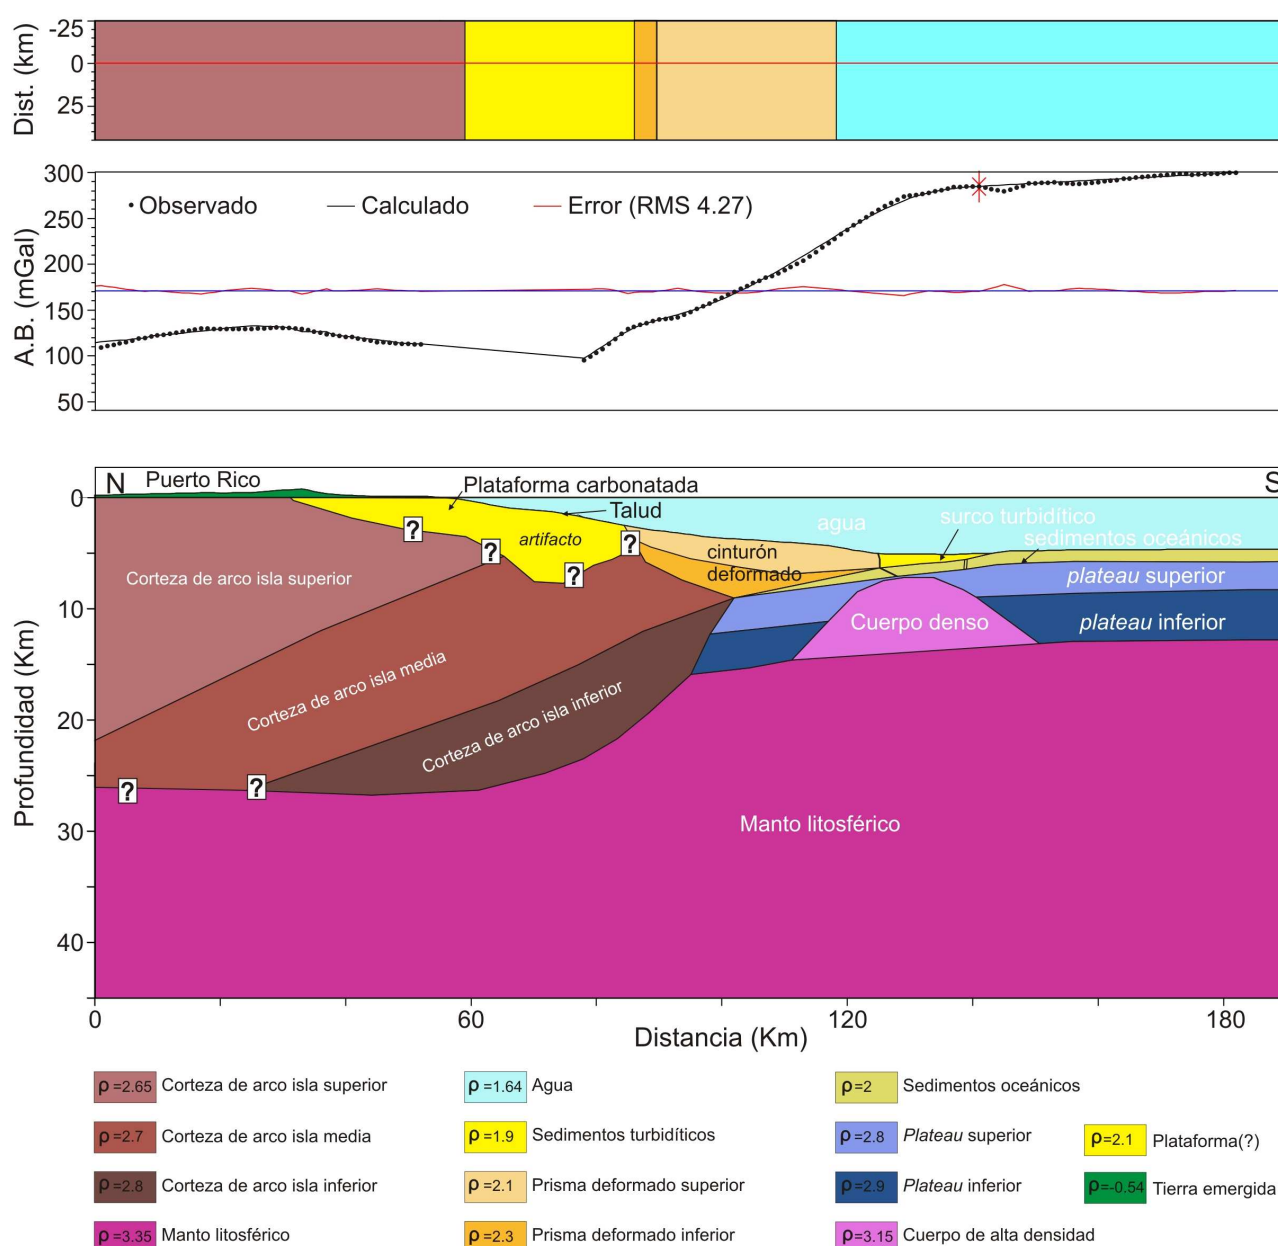 Dist. (km)
-25
0
25
A.B. (mGal)
300
250
200
150
100
50
Observado
Calculado
Error (RMS 4.27)
Profundidad (Km)
0
10
20
30
40
N
Puerto Rico
Plataforma carbonatada
S
Talud
agua
surco turbidítico
sedimentos oceánicos
?
?
?
?
artifacto
cinturón
deformado
plateau superior
Corteza de arco isla superior
Cuerpo denso
plateau inferior
Corteza de arco isla media
Corteza de arco isla inferior
?
?
Manto litosférico
0
60
120
180
Distancia (Km)
ρ=2.65 Corteza de arco isla superior
ρ=1.64 Agua
ρ=2 Sedimentos oceánicos
ρ=2.7 Corteza de arco isla media
ρ=1.9 Sedimentos turbidíticos
ρ=2.8 Plateau superior
ρ=2.1 Plataforma(?)
ρ=2.8 Corteza de arco isla inferior
ρ=2.1 Prisma deformado superior
ρ=2.9 Plateau inferior
ρ=-0.54 Tierra emergida
ρ=3.35 Manto litosférico
ρ=2.3 Prisma deformado inferior
ρ=3.15 Cuerpo de alta densidad